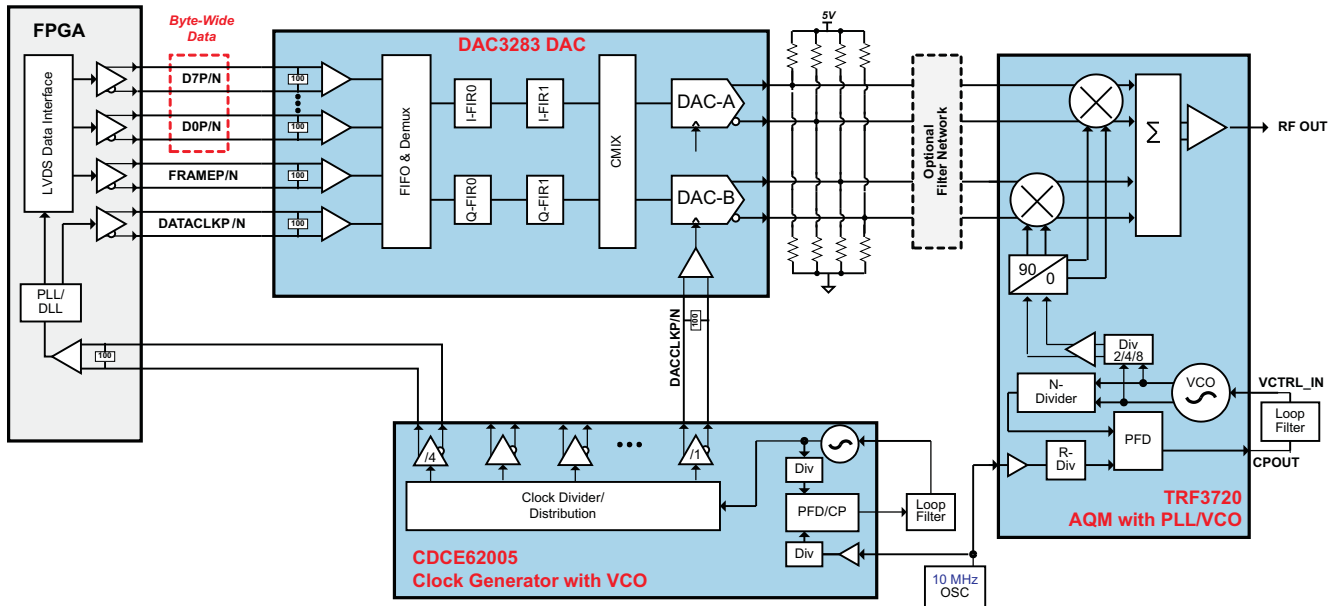 FPGA
LVDS Data Interface
PLL/
DLL
100
Byte-Wide
Data
D7P/N
D0P/N
FRAMEP/N
DATACLKP/N
DAC3283 DAC
100
100
100
100
FIFO & Demux
I-FIR0
I-FIR1
Q-FIR0
Q-FIR1
CMIX
DAC-A
DAC-B
DACCLKP/N
100
5V
Optional
Filter Network
Σ
RF OUT
90
0
Div
2/4/8
N-
Divider
VCO
VCTRL_IN
Loop
Filter
PFD
R-
Div
CPOUT
TRF3720
AQM with PLL/VCO
/4
/1
Clock Divider/
Distribution
Div
PFD/CP
Div
Loop
Filter
CDCE62005
Clock Generator with VCO
10 MHz
OSC